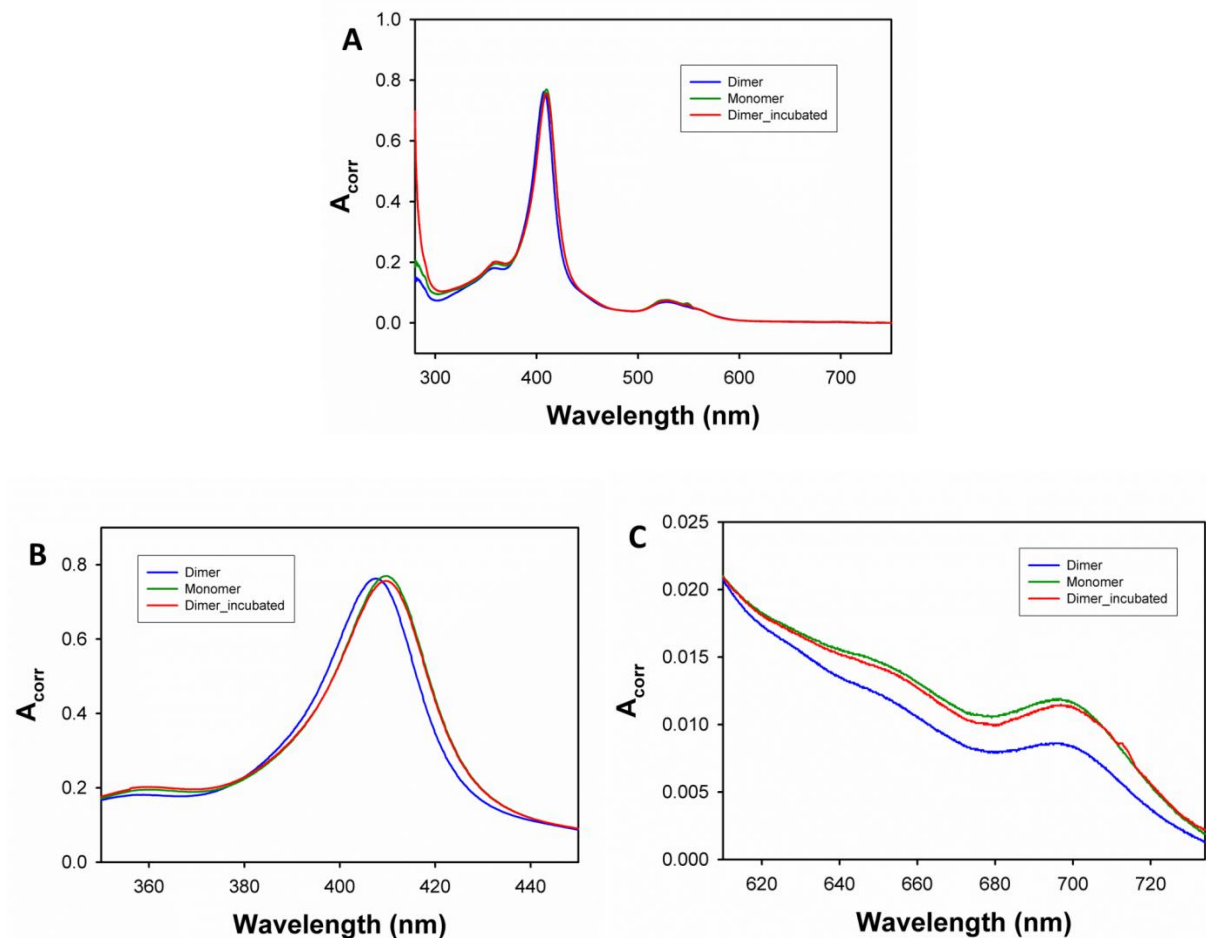 A
1.0
0.8
0.6
0.4
0.2
0.0
A_corr
Dimer
Monomer
Dimer_incubated
300 400 500 600 700
Wavelength (nm)
B
0.8
0.6
0.4
0.2
0.0
A_corr
Dimer
Monomer
Dimer_incubated
360 380 400 420 440
Wavelength (nm)
C
0.025
0.020
0.015
0.010
0.005
0.000
A_corr
Dimer
Monomer
Dimer_incubated
620 640 660 680 700 720
Wavelength (nm)